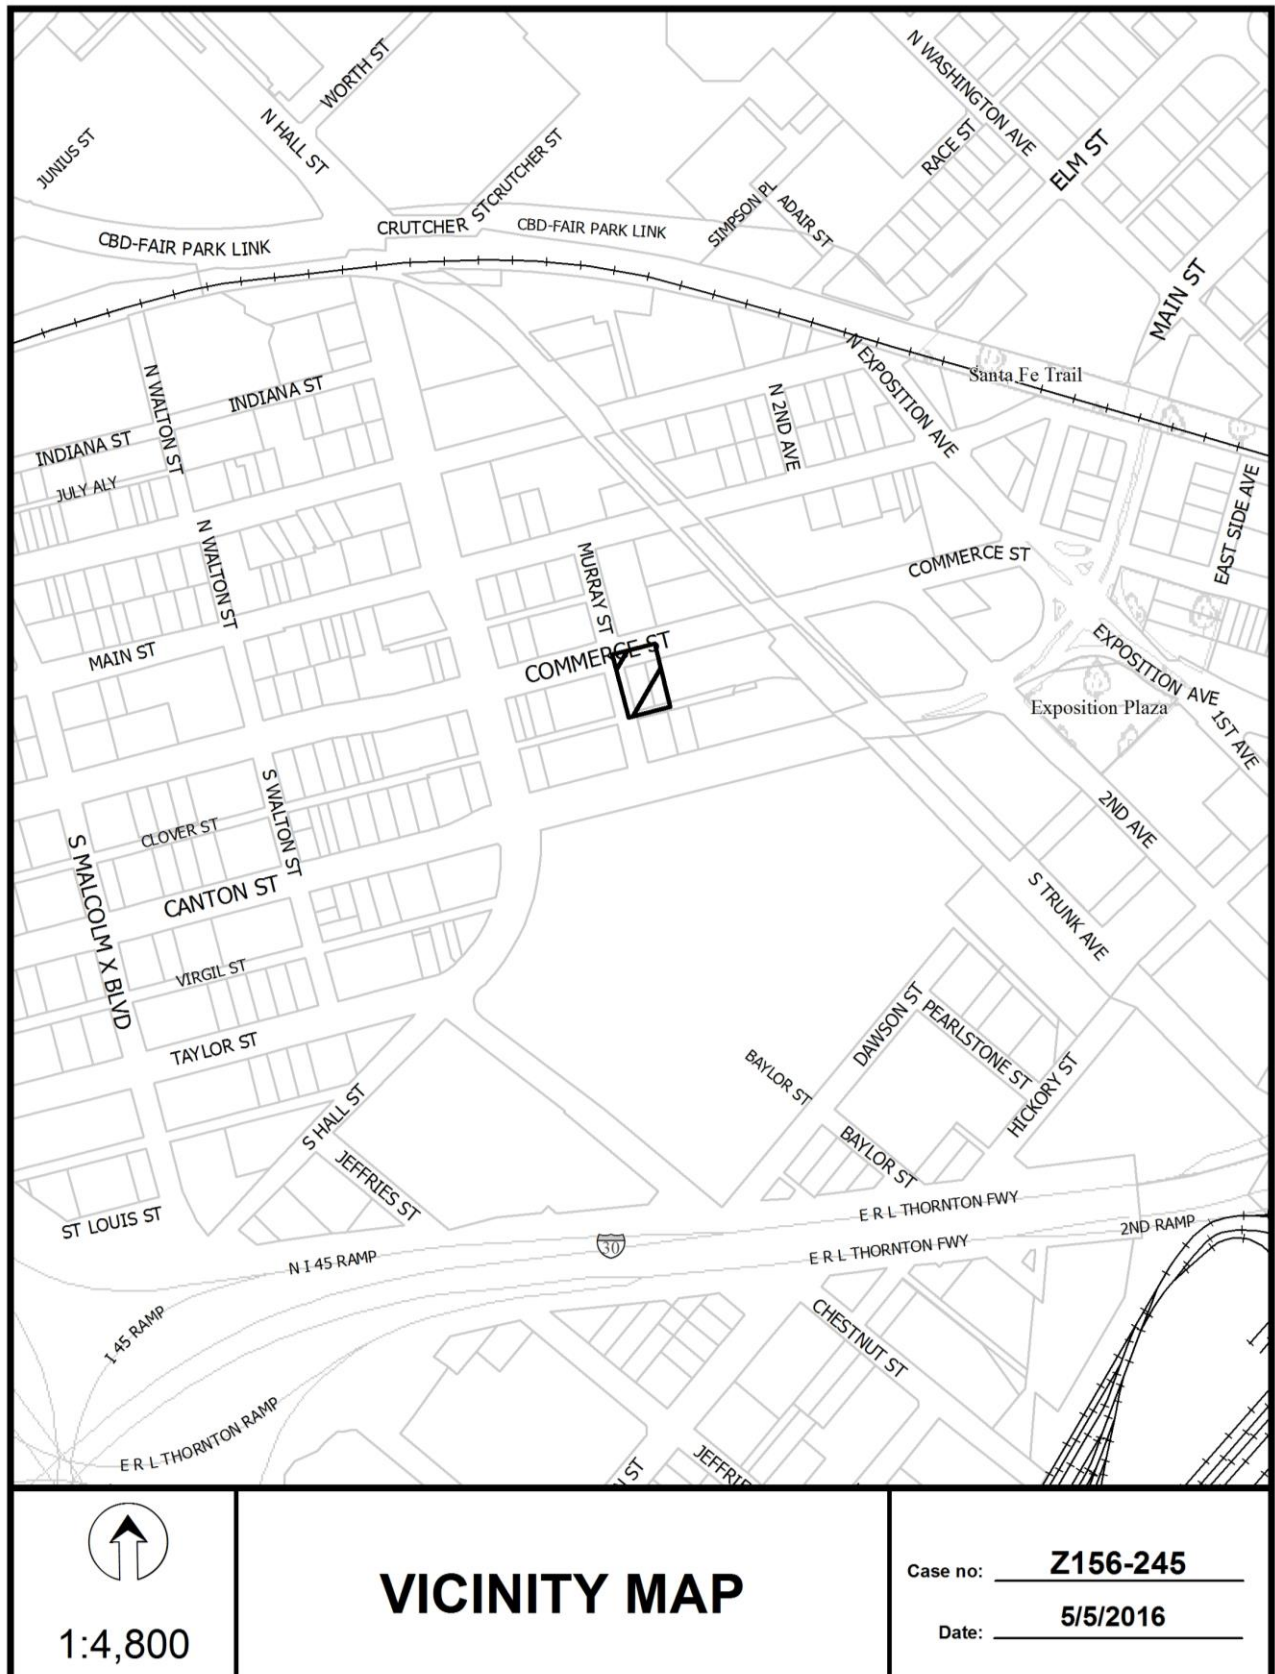 N WASHINGTON AVE
WORTH ST
N HALL ST
JUNIUS ST
RACE ST
ELM ST
CRUTCHER ST
CRUTCHER ST
SIMPSON PL
ADAIR ST
CBD-FAIR PARK LINK
CBD-FAIR PARK LINK
MAIN ST
N EXPOSITION AVE
Santa Fe Trail
N WALTON ST
INDIANA ST
N 2ND AVE
INDIANA ST
JULY ALY
EAST SIDE AVE
N WALTON ST
MURRAY ST
COMMERCE ST
MAIN ST
COMMERCE ST
EXPOSITION AVE
Exposition Plaza
1ST AVE
S WALTON ST
2ND AVE
CLOVER ST
S MALCOLM X BLVD
CANTON ST
S TRUNK AVE
VIRGIL ST
DAWSON ST
PEARLSTONE ST
TAYLOR ST
BAYLOR ST
HICKORY ST
S HALL ST
BAYLOR ST
JEFFRIES ST
ST LOUIS ST
E R L THORNTON FWY
2ND RAMP
30
E R L THORNTON FWY
N I 45 RAMP
I 45 RAMP
CHESTNUT ST
E R L THORNTON RAMP
N ST
JEFFRIE
1:4,800
VICINITY MAP
Case no: Z156-245
Date: 5/5/2016